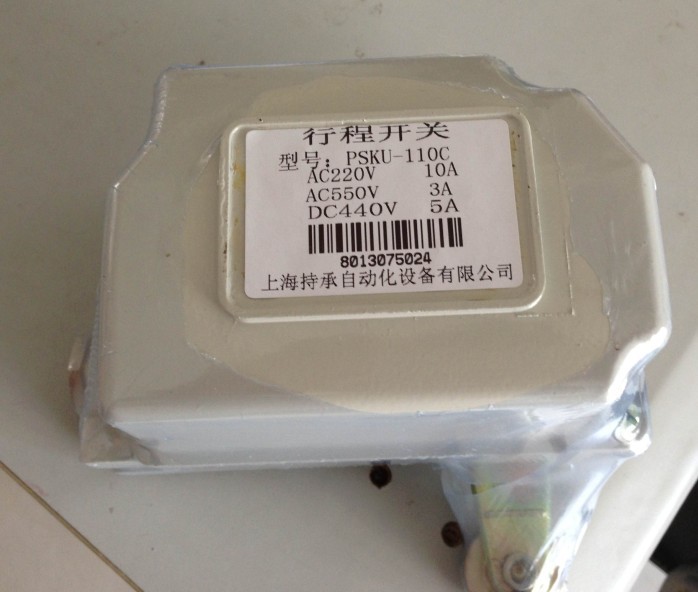 行程开关
型号: PSKU-110C
AC220V 10A
AC550V 3A
DC440V 5A
8013075024
上海持承自动化设备有限公司